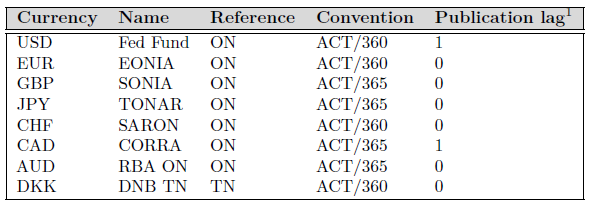 Currency Name Reference Convention Publication lag¹
USD Fed Fund ON ACT/360 1
EUR EONIA ON ACT/360 0
GBP SONIA ON ACT/365 0
JPY TONAR ON ACT/365 0
CHF SARON ON ACT/360 0
CAD CORRA ON ACT/365 1
AUD RBA ON ON ACT/365 0
DKK DNB TN TN ACT/360 0